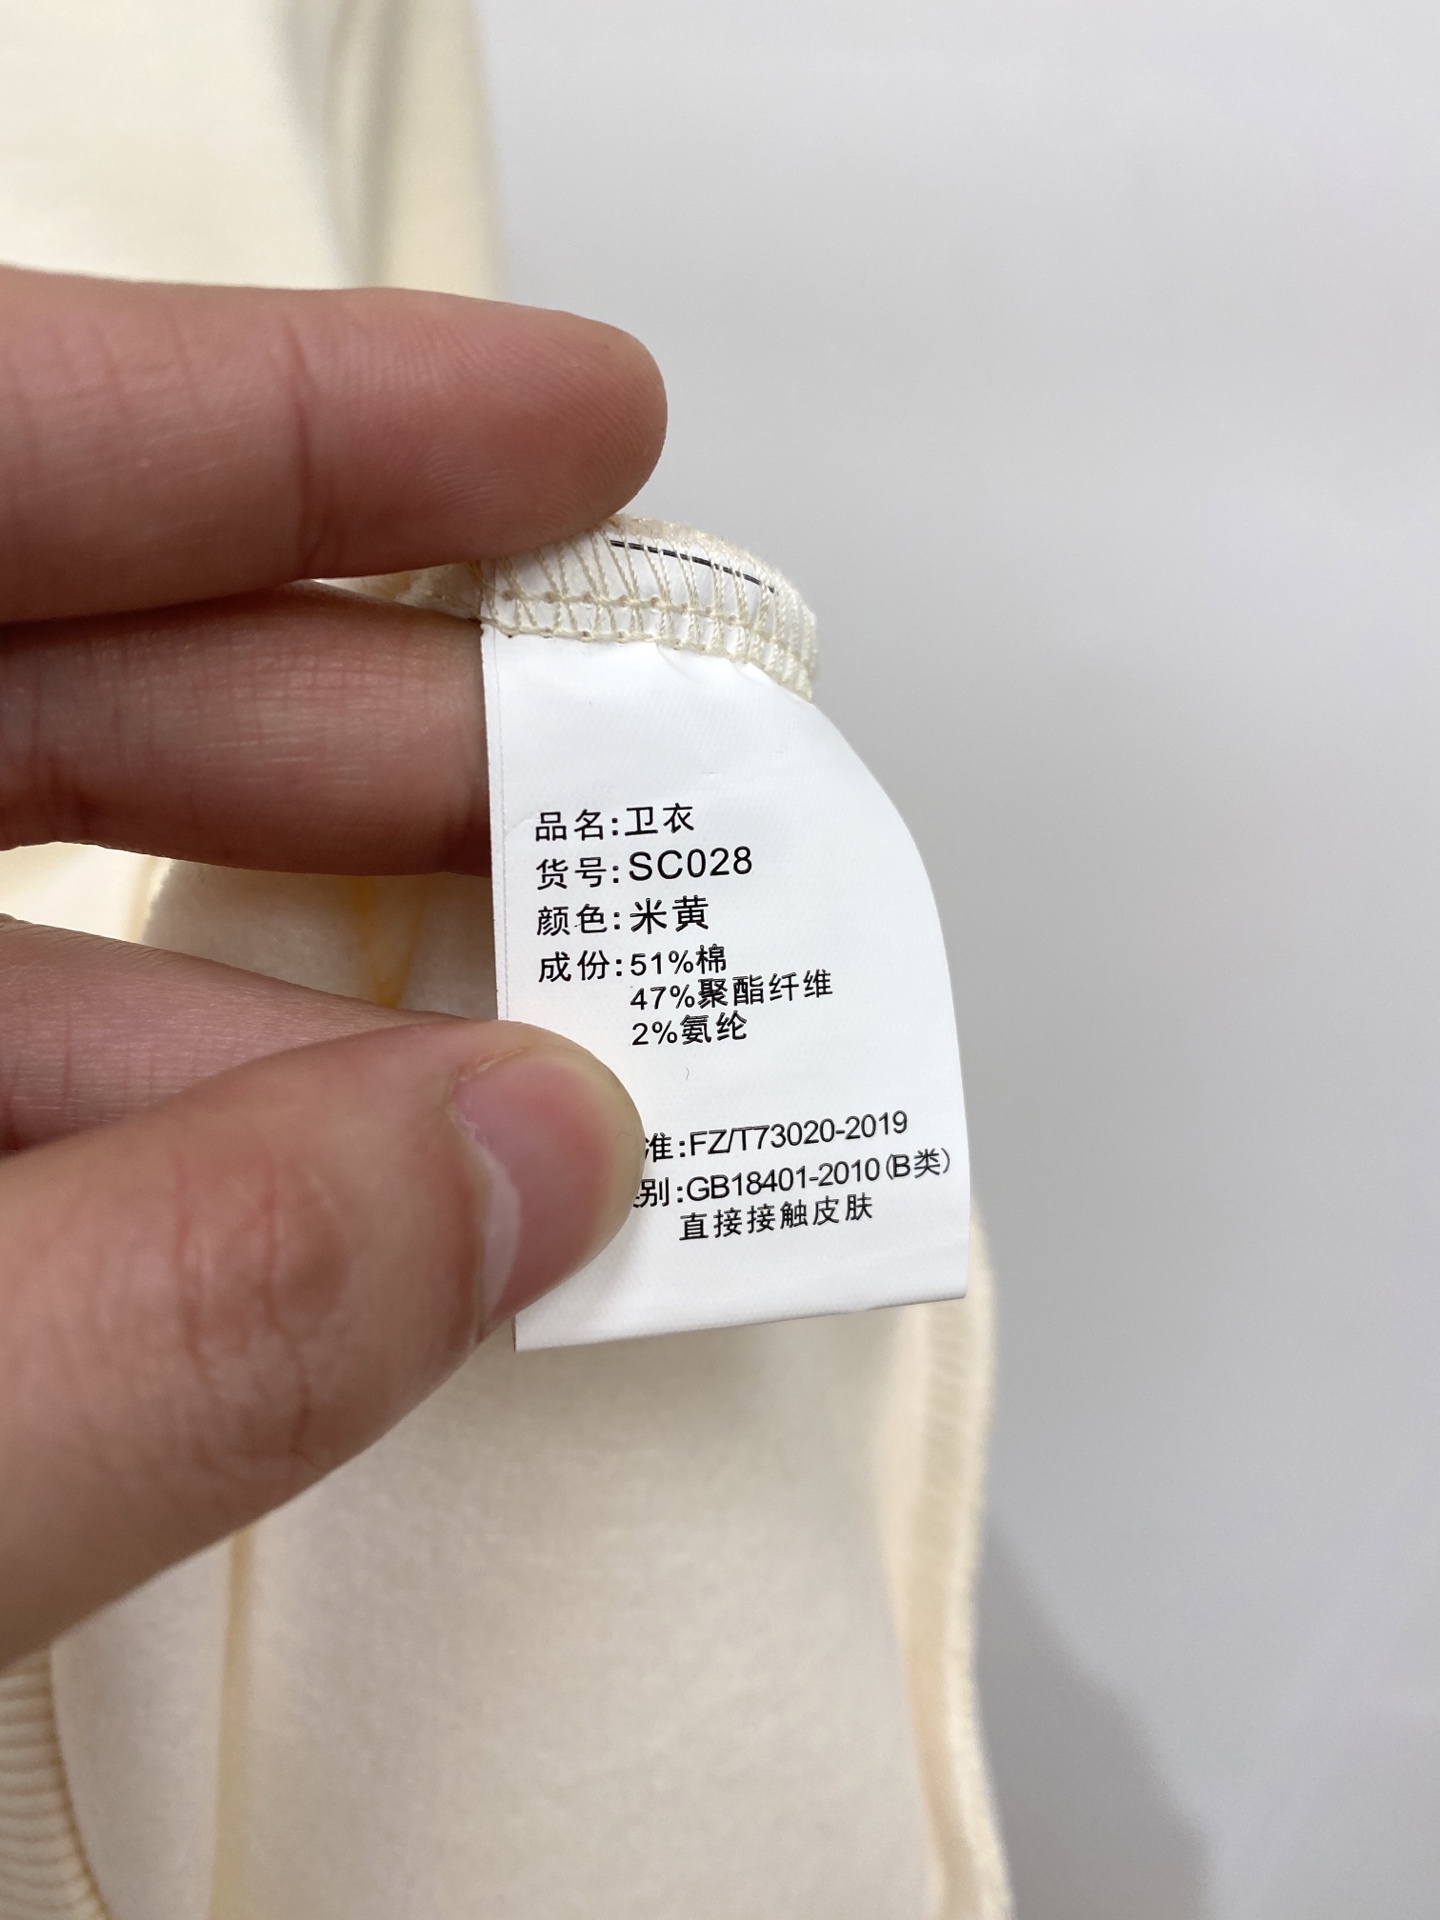 品名:卫衣
货号:SC028
颜色:米黄
成份:51%棉
47%聚酯纤维
2%氨纶
准:FZ/T73020-2019
别:GB18401-2010(B类)
直接接触皮肤